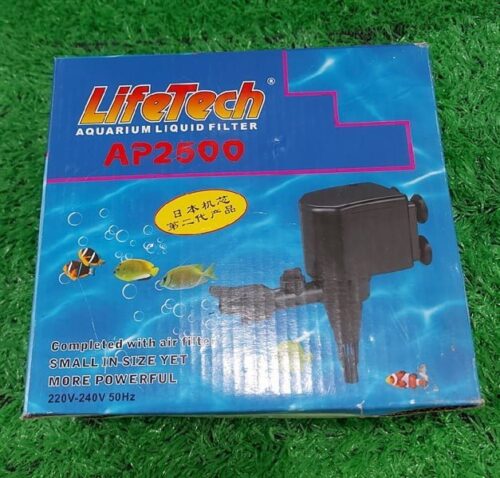 LifeTech
AQUARIUM LIQUID FILTER
AP2500
日本机芯
第二代产品
Completed with air filter
SMALL IN-SIZE YET
MORE POWERFUL
220V-240V 50Hz